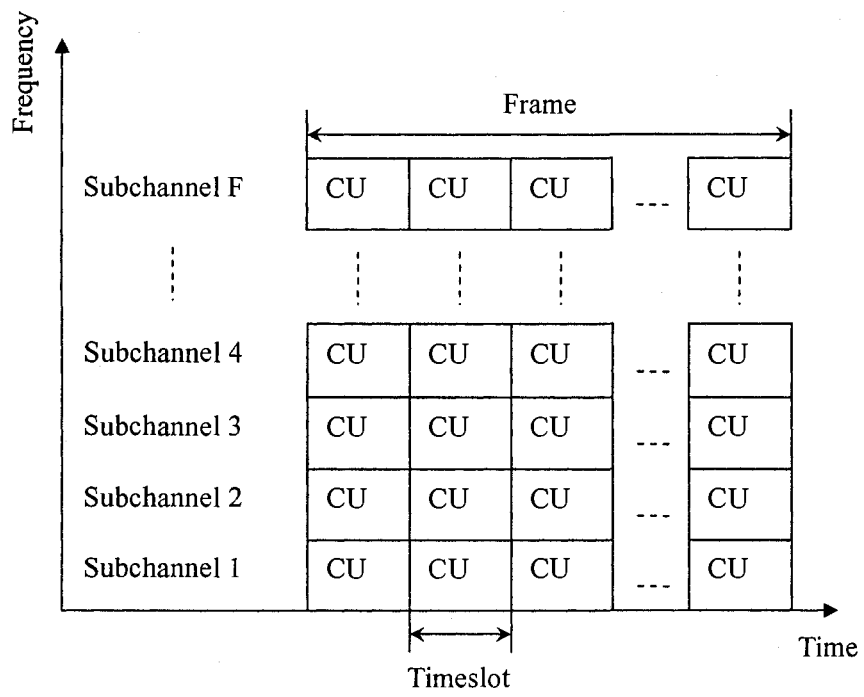 Frequency
Frame
Subchannel F CU CU CU --- CU
Subchannel 4 CU CU CU --- CU
Subchannel 3 CU CU CU --- CU
Subchannel 2 CU CU CU --- CU
Subchannel 1 CU CU CU --- CU
Time
Timeslot